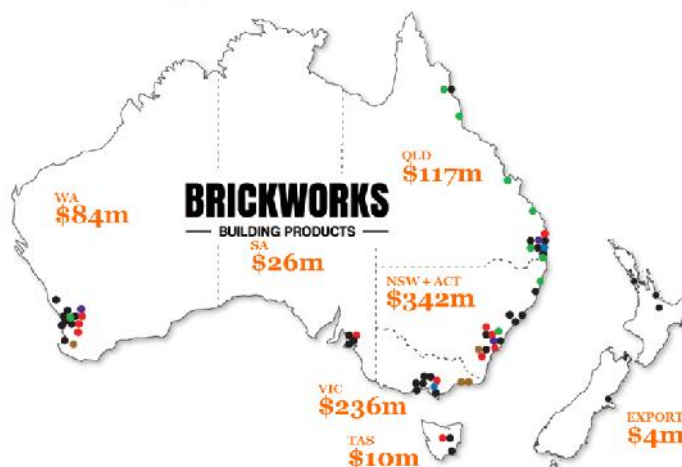 QLD
$117m
WA
$84m
BRICKWORKS
BUILDING PRODUCTS
SA
$26m
NSW + ACT
$342m
VIC
$236m
EXPORT
$4m
TAS
$10m